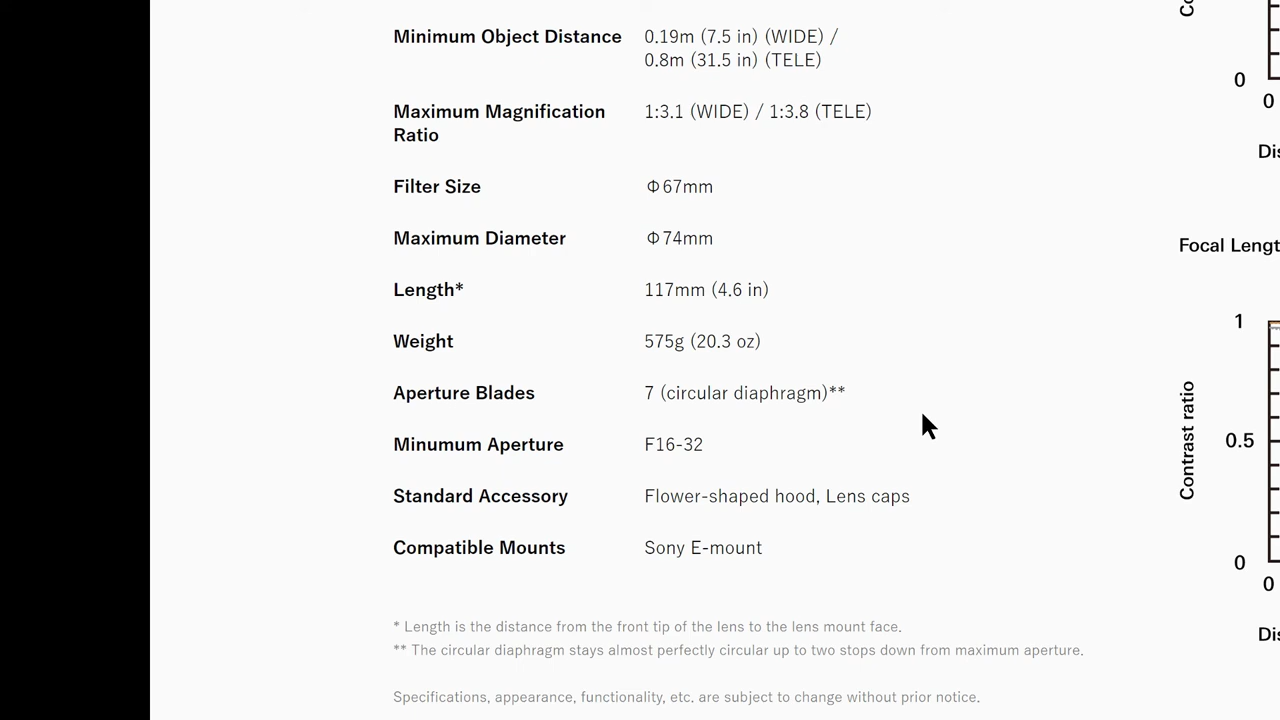 Minimum Object Distance 0.19m (7.5 in) (WIDE) /
0.8m (31.5 in) (TELE)
Maximum Magnification 1:3.1 (WIDE) / 1:3.8 (TELE)
Ratio
Filter Size Φ67mm
Maximum Diameter Φ74mm
Length* 117mm (4.6 in)
Weight 575g (20.3 oz)
Aperture Blades 7 (circular diaphragm)**
Minumum Aperture F16-32
Standard Accessory Flower-shaped hood, Lens caps
Compatible Mounts Sony E-mount
* Length is the distance from the front tip of the lens to the lens mount face.
** The circular diaphragm stays almost perfectly circular up to two stops down from maximum aperture.
Specifications, appearance, functionality, etc. are subject to change without prior notice.
0
0
Focal
1
Contrast ratio
0.5
0
0